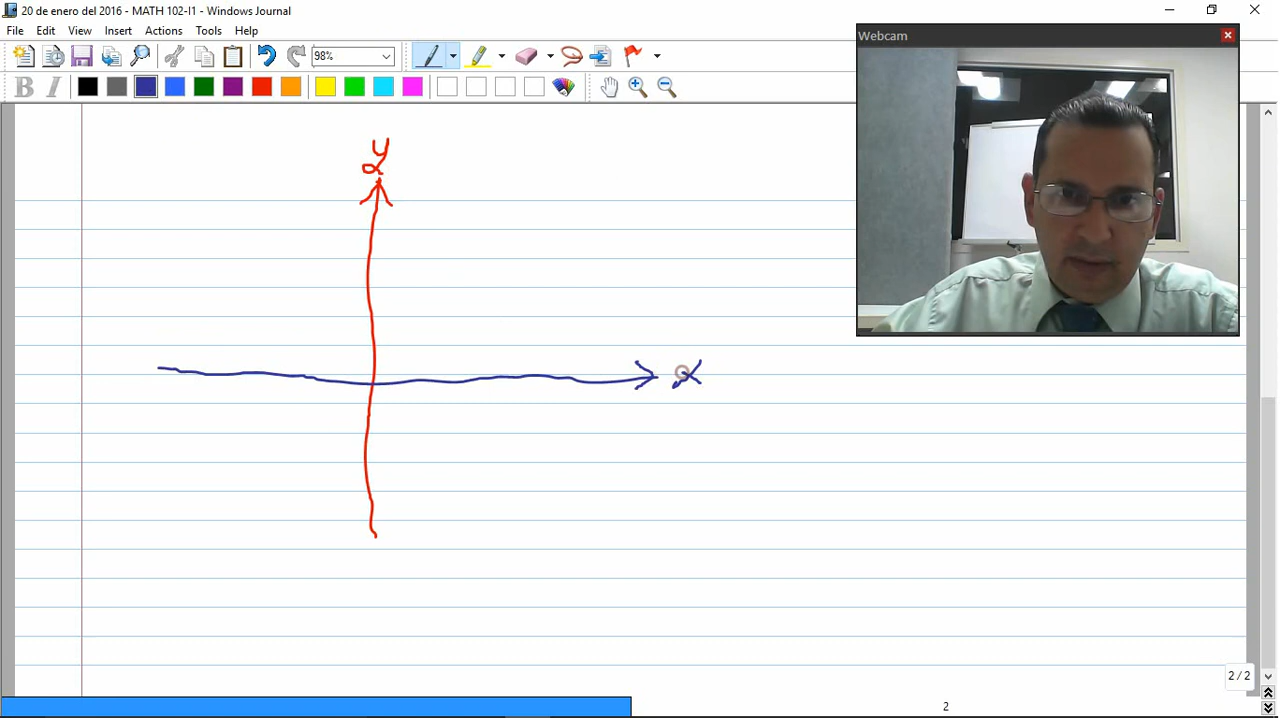 20 de enero del 2016 - MATH 102-I1 - Windows Journal
File Edit View Insert Actions Tools Help
98%
B I
Webcam
y
x
2 / 2
2